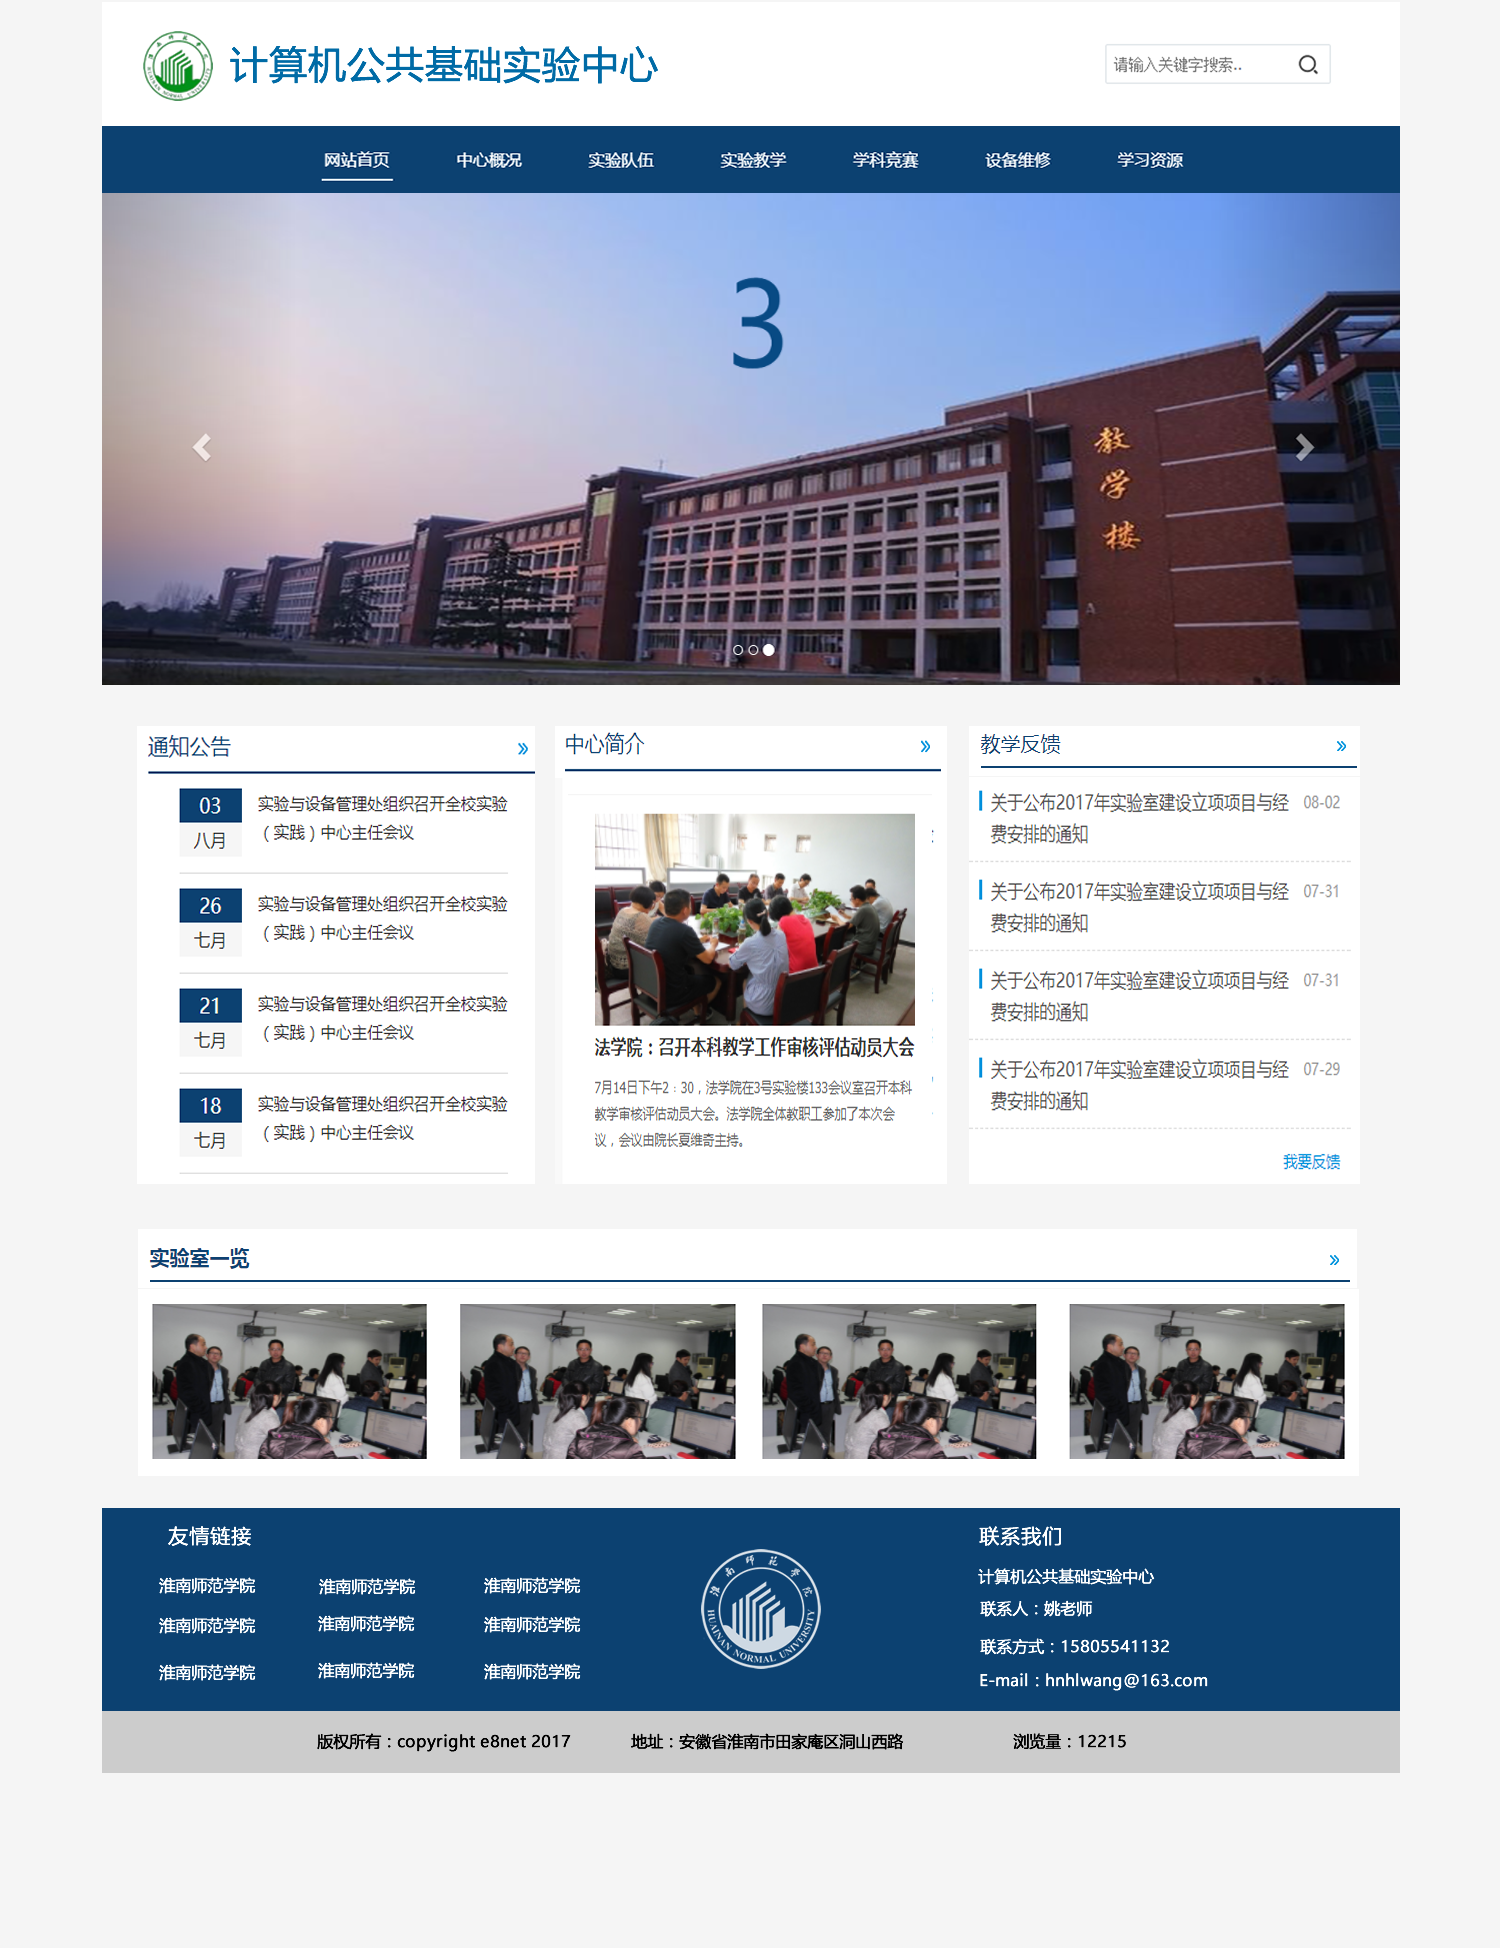 计算机公共基础实验中心
请输入关键字搜索..
网站首页 中心概况 实验队伍 实验教学 学科竞赛 设备维修 学习资源
3
教学楼
通知公告 »
03 实验与设备管理处组织召开全校实验
八月 （实践）中心主任会议
26 实验与设备管理处组织召开全校实验
七月 （实践）中心主任会议
21 实验与设备管理处组织召开全校实验
七月 （实践）中心主任会议
18 实验与设备管理处组织召开全校实验
七月 （实践）中心主任会议
中心简介 »
法学院：召开本科教学工作审核评估动员大会
7月14日下午2：30，法学院在3号实验楼133会议室召开本科
教学审核评估动员大会。法学院全体教职工参加了本次会
议，会议由院长夏维奇主持。
教学反馈 »
关于公布2017年实验室建设立项项目与经 08-02
费安排的通知
关于公布2017年实验室建设立项项目与经 07-31
费安排的通知
关于公布2017年实验室建设立项项目与经 07-31
费安排的通知
关于公布2017年实验室建设立项项目与经 07-29
费安排的通知
我要反馈
实验室一览 »
友情链接
淮南师范学院 淮南师范学院 淮南师范学院
淮南师范学院 淮南师范学院 淮南师范学院
淮南师范学院 淮南师范学院 淮南师范学院
淮南师范学院
HUAINAN NORMAL UNIVERSITY
联系我们
计算机公共基础实验中心
联系人：姚老师
联系方式：15805541132
E-mail：hnhlwang@163.com
版权所有：copyright e8net 2017 地址：安徽省淮南市田家庵区洞山西路 浏览量：12215